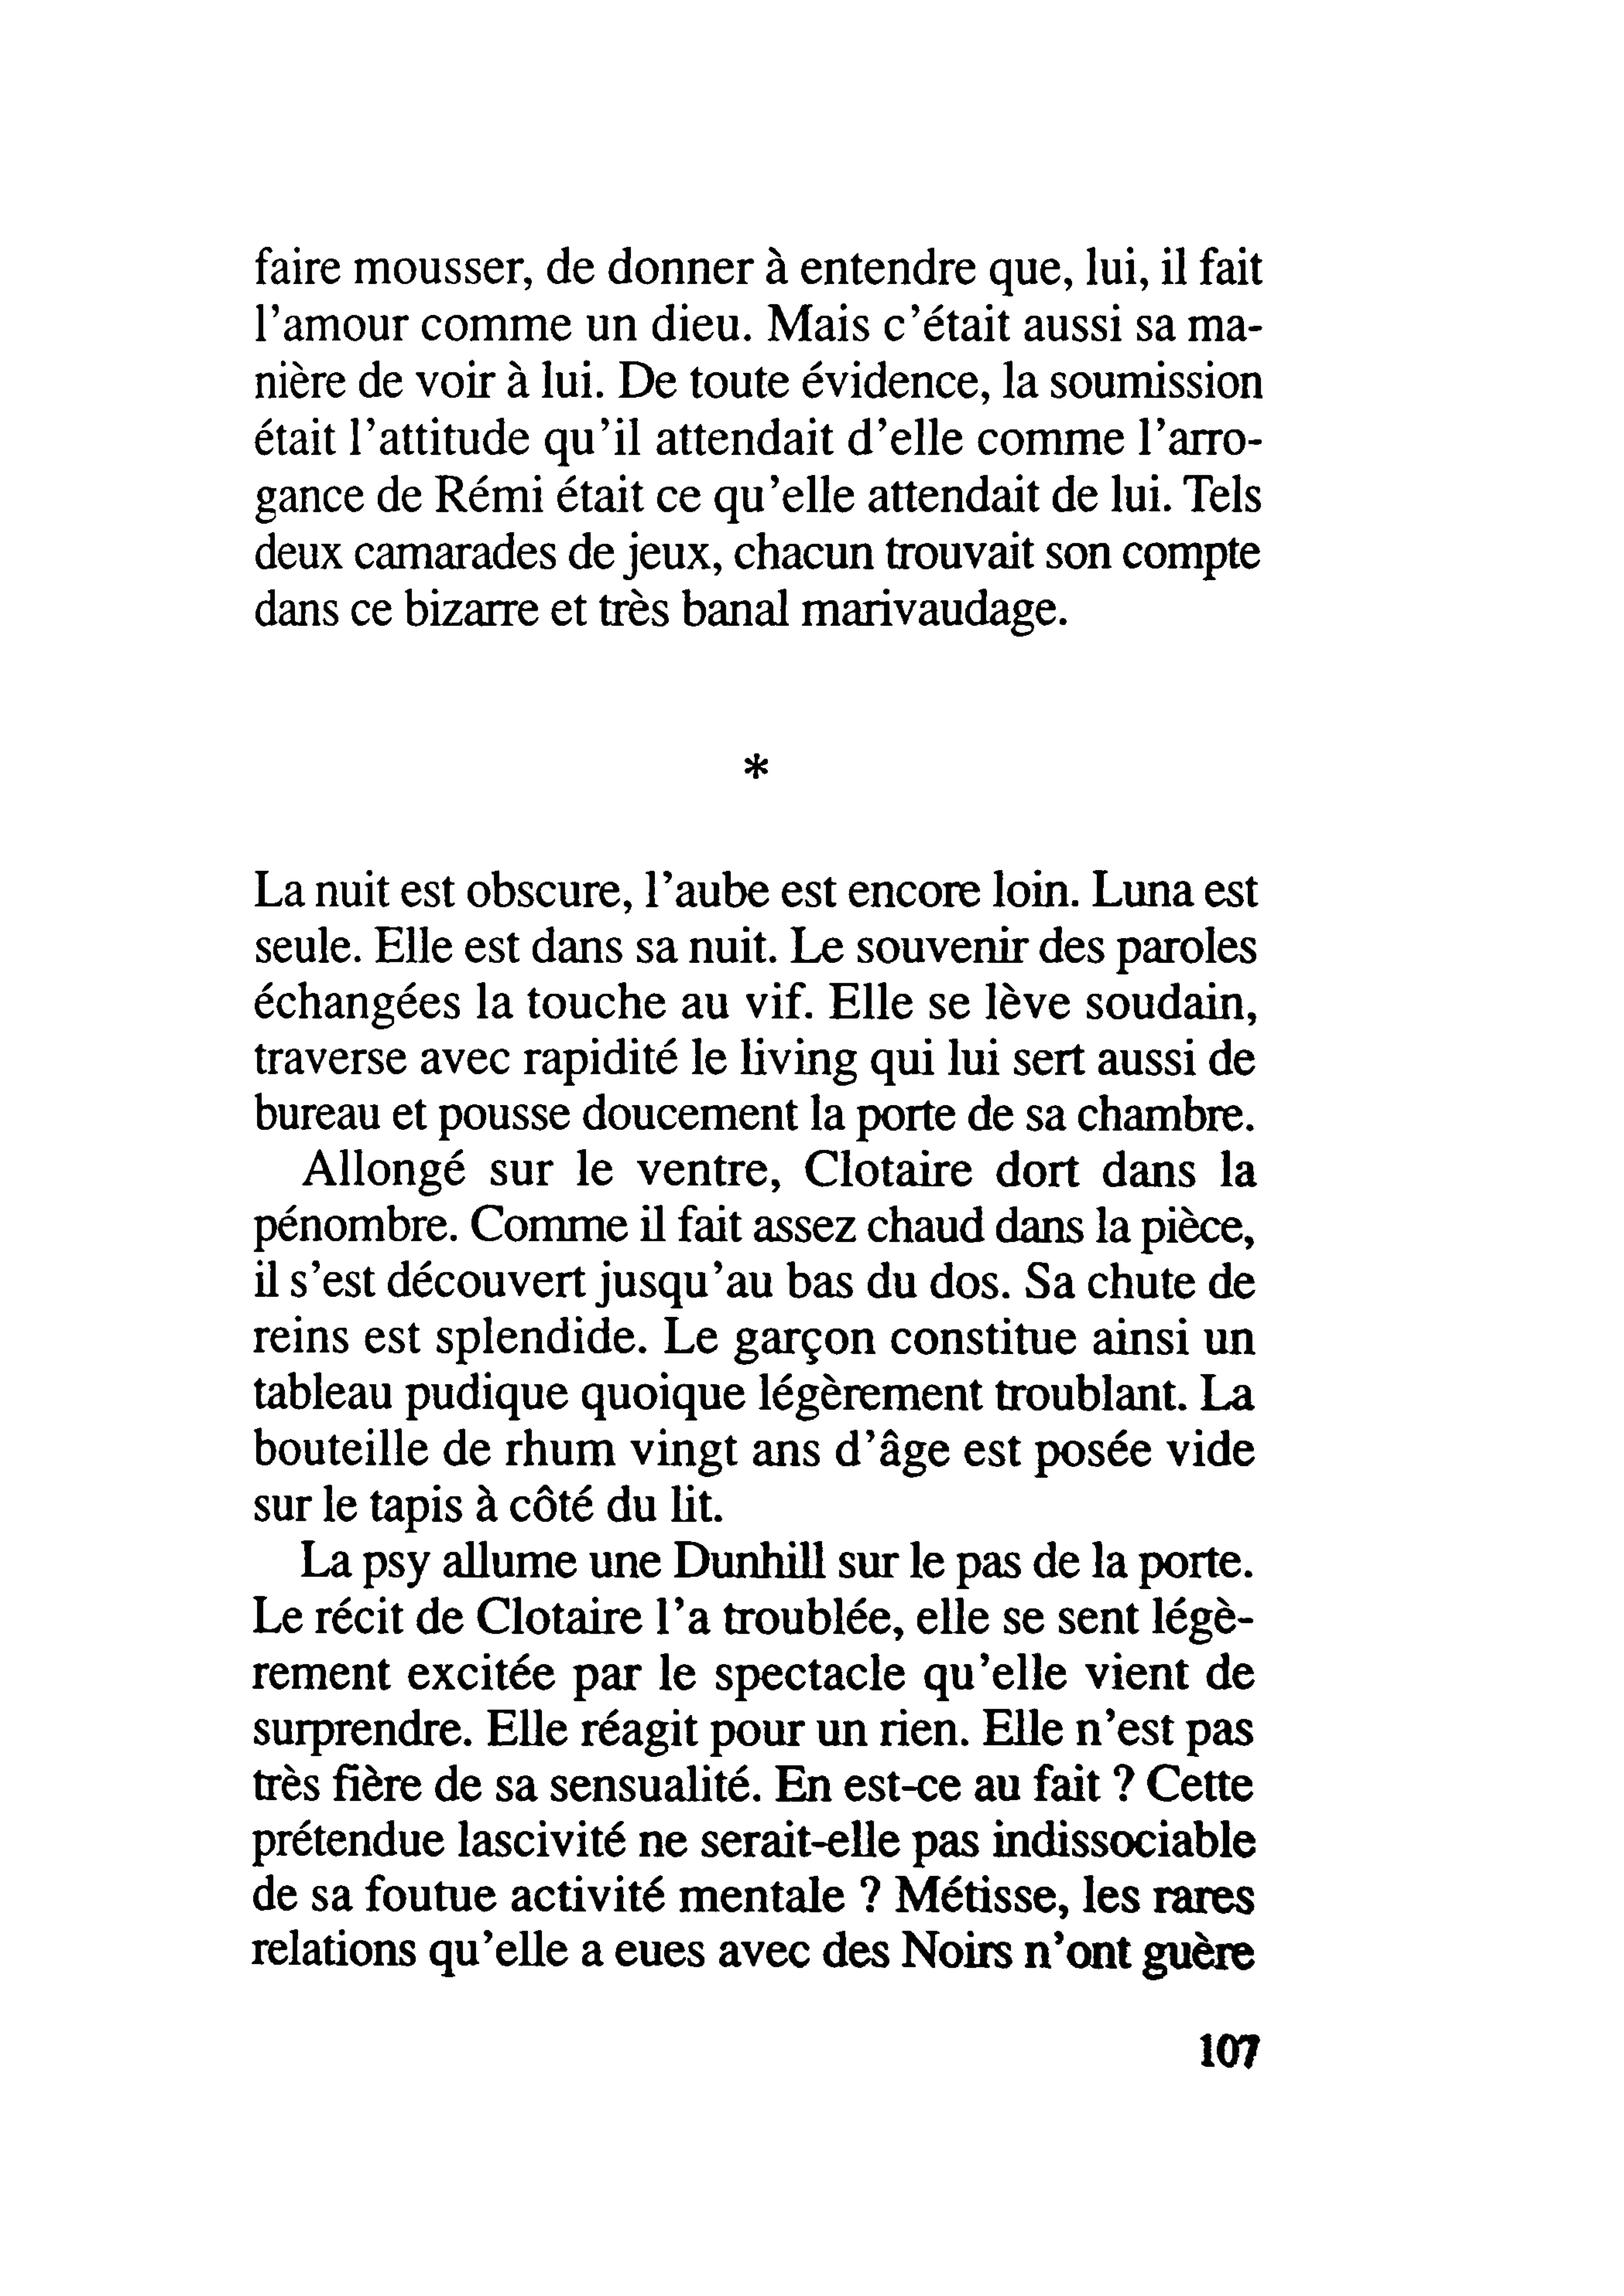 faire mousser, de donner à entendre que, lui, il fait
l'amour comme un dieu. Mais c'était aussi sa ma-
nière de voir à lui. De toute évidence, la soumission
était l'attitude qu'il attendait d'elle comme l'arro-
gance de Rémi était ce qu'elle attendait de lui. Tels
deux camarades de jeux, chacun trouvait son compte
dans ce bizarre et très banal marivaudage.
*
La nuit est obscure, l'aube est encore loin. Luna est
seule. Elle est dans sa nuit. Le souvenir des paroles
échangées la touche au vif. Elle se lève soudain,
traverse avec rapidité le living qui lui sert aussi de
bureau et pousse doucement la porte de sa chambre.
Allongé sur le ventre, Clotaire dort dans la
pénombre. Comme il fait assez chaud dans la pièce,
il s'est découvert jusqu'au bas du dos. Sa chute de
reins est splendide. Le garçon constitue ainsi un
tableau pudique quoique légèrement troublant. La
bouteille de rhum vingt ans d'âge est posée vide
sur le tapis à côté du lit.
La psy allume une Dunhill sur le pas de la porte.
Le récit de Clotaire l'a troublée, elle se sent légè-
rement excitée par le spectacle qu'elle vient de
surprendre. Elle réagit pour un rien. Elle n'est pas
très fière de sa sensualité. En est-ce au fait ? Cette
prétendue lascivité ne serait-elle pas indissociable
de sa foutue activité mentale ? Métisse, les rares
relations qu'elle a eues avec des Noirs n'ont guère
107